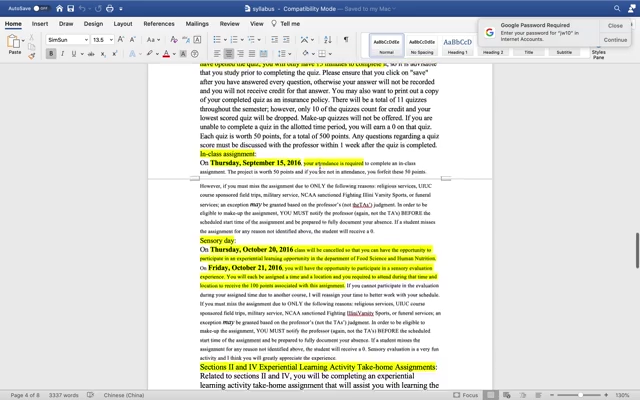 AutoSave OFF
syllabus - Compatibility Mode — Saved to my Mac
Home Insert Draw Design Layout References Mailings Review View Tell me
Google Password Required
Enter your password for "jw10" in
Internet Accounts.
Close
Continue
SimSun 13.5
AaBbCcDdEe AaBbCcDdEe AaBbCcD
Normal No Spacing Heading 1 Heading 2 Title Subtitle
Styles
Pane
have opened the quiz, you will only have 15 minutes to complete it, so it is advisable
that you study prior to completing the quiz. Please ensure that you click on "save"
after you have answered every question, otherwise your answer will not be recorded
and you will not receive credit for that answer. You may also want to print out a copy
of your completed quiz as an insurance policy. There will be a total of 11 quizzes
throughout the semester; however, only 10 of the quizzes count for credit and your
lowest scored quiz will be dropped. Make-up quizzes will not be offered. If you are
unable to complete a quiz in the allotted time period, you will earn a 0 on that quiz.
Each quiz is worth 50 points, for a total of 500 points. Any questions regarding a quiz
score must be discussed with the professor within 1 week after the quiz is completed.
In-class assignment:
On Thursday, September 15, 2016, your attendance is required to complete an in-class
assignment. The project is worth 50 points and if you are not in attendance, you forfeit these 50 points.
However, if you must miss the assignment due to ONLY the following reasons: religious services, UIUC
course sponsored field trips, military service, NCAA sanctioned Fighting Illini Varsity Sports, or funeral
services; an exception may be granted based on the professor's (not theTAs') judgment. In order to be
eligible to make-up the assignment, YOU MUST notify the professor (again, not the TAs) BEFORE the
scheduled start time of the assignment and be prepared to fully document your absence. If a student misses
the assignment for any reason not identified above, the student will receive a 0.
Sensory day:
On Thursday, October 20, 2016 class will be cancelled so that you can have the opportunity to
participate in an experiential learning opportunity in the department of Food Science and Human Nutrition.
On Friday, October 21, 2016, you will have the opportunity to participate in a sensory evaluation
experience. You will each be assigned a time and a location and you are required to attend during that time and
location to receive the 100 points associated with this assignment. If you cannot participate in the evaluation
during your assigned time due to another course, I will reassign your time to better work with your schedule.
If you must miss the assignment due to ONLY the following reasons: religious services, UIUC course
sponsored field trips, military service, NCAA sanctioned Fighting IlliniVarsity Sports, or funeral services; an
exception may be granted based on the professor's (not the TAs') judgment. In order to be eligible to
make-up the assignment, YOU MUST notify the professor (again, not the TAs) BEFORE the scheduled
start time of the assignment and be prepared to fully document your absence. If a student misses the
assignment for any reason not identified above, the student will receive a 0. Sensory evaluation is a very fun
activity and I think you will greatly appreciate the experience.
Sections II and IV Experiential Learning Activity Take-home Assignments:
Related to sections II and IV, you will be completing an experiential
learning activity take-home assignment that will assist you with learning the
Page 4 of 8 3337 words Chinese (China) Focus 130%